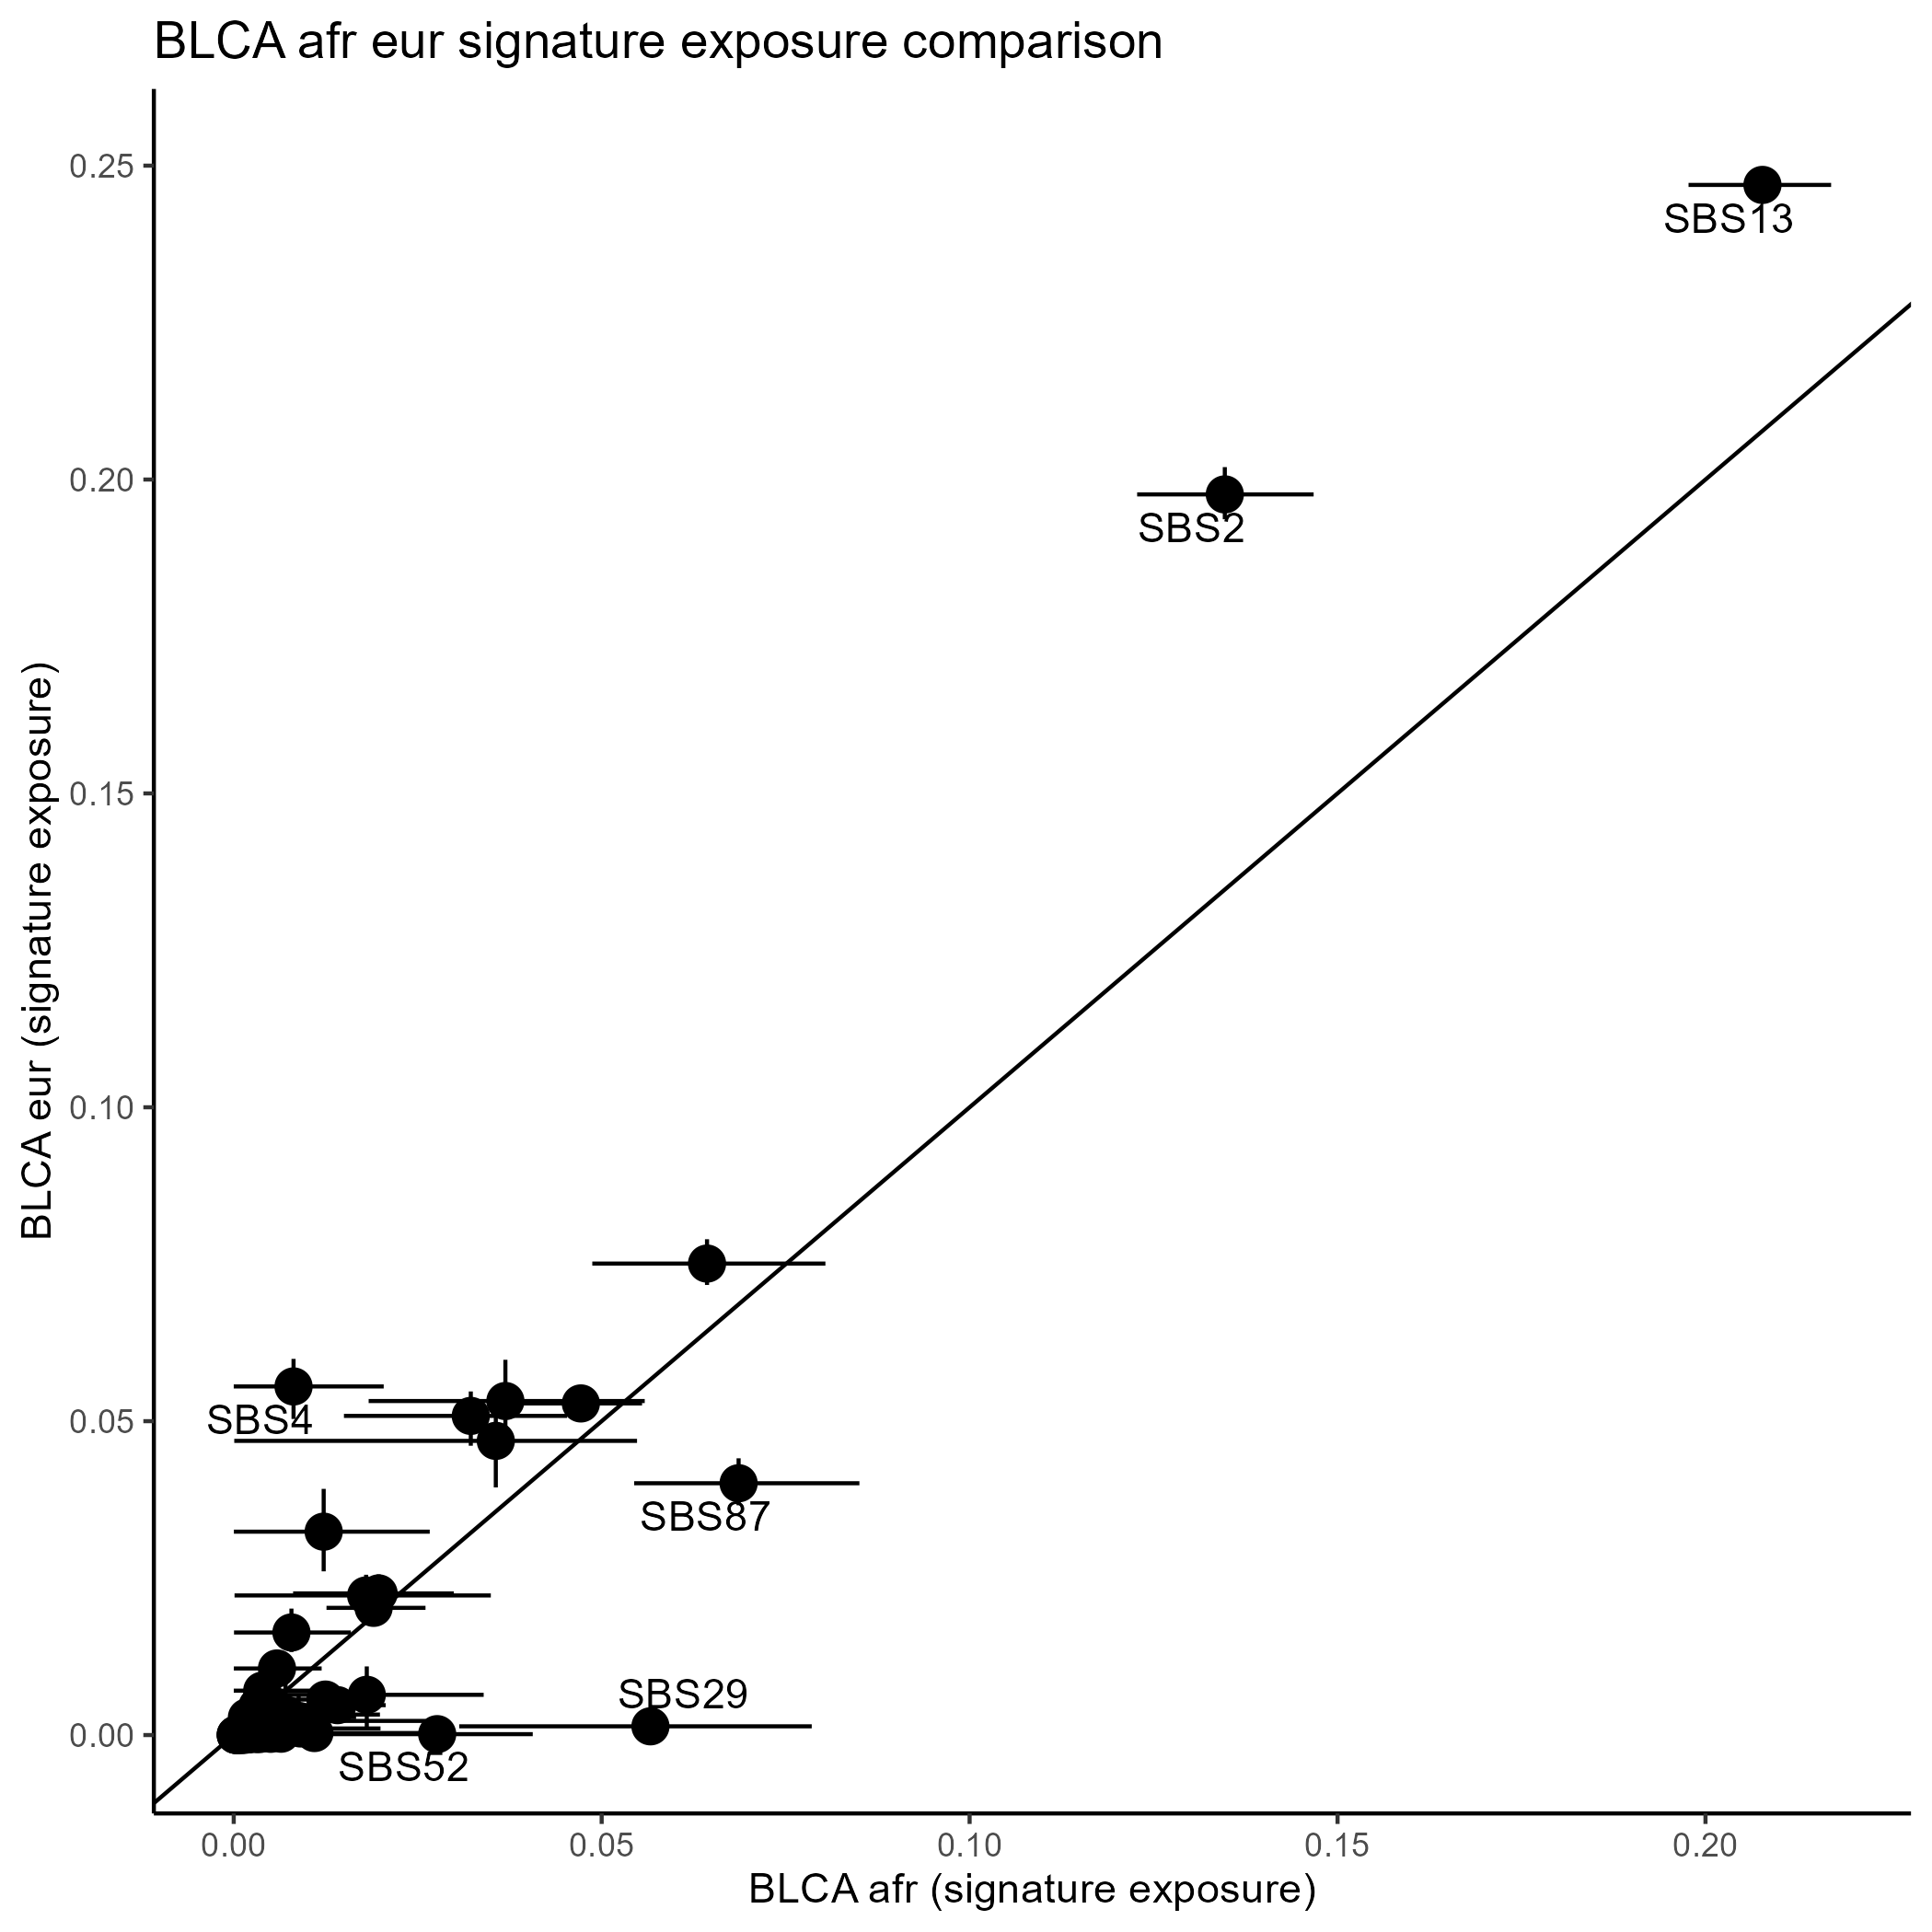 BLCA afr eur signature exposure comparison
0.25
SBS13
0.20
SBS2
0.15
BLCA eur (signature exposure)
0.10
SBS4
0.05
SBS87
SBS29
0.00
SBS52
0.00 0.05 0.10 0.15 0.20
BLCA afr (signature exposure)